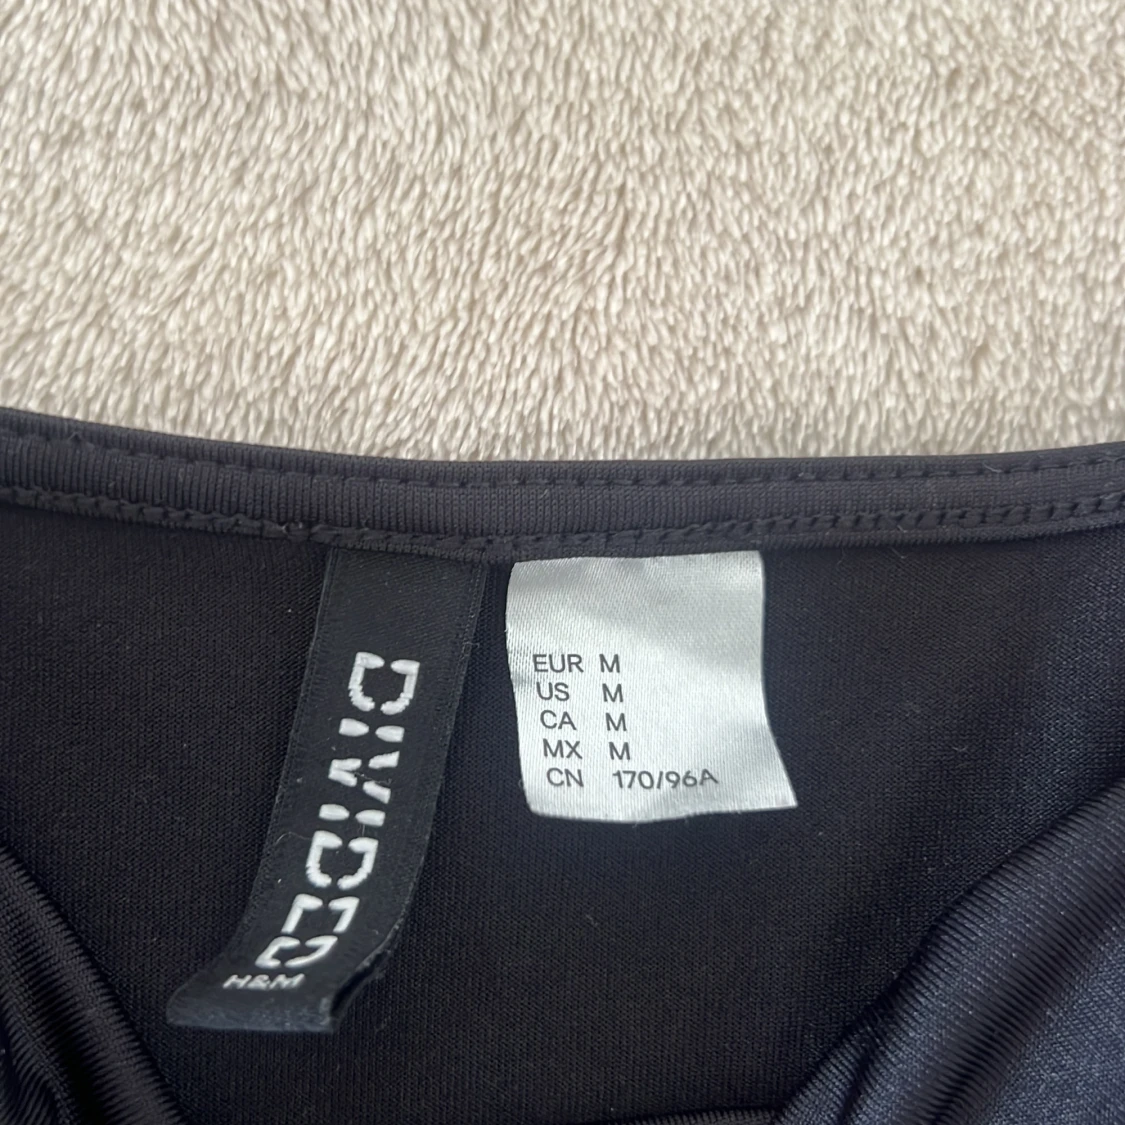 DIVIDED
H&M
EUR M
US M
CA M
MX M
CN 170/96A